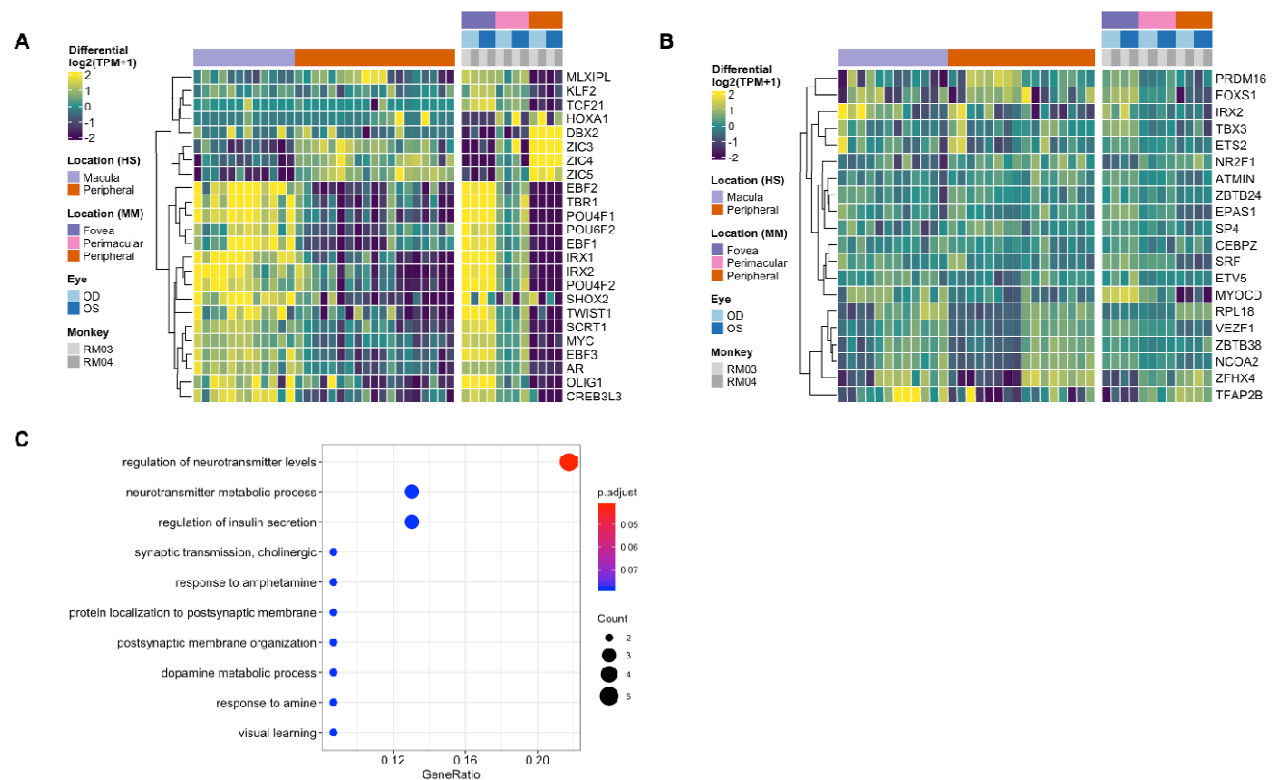 A
Differential
log2(TPM+1)
2
1
0
-1
-2
Location (HS)
Macula
Peripheral
Location (MM)
Fovea
Perimacular
Peripheral
Eye
OD
OS
Monkey
RM03
RM04
MLXIPL
KLF2
TCF21
HOXA1
DBX2
ZIC3
ZIC4
ZIC5
EBF2
TBR1
POU4F1
POU6F2
EBF1
IRX1
IRX2
POU4F2
SHOX2
TWIST1
SCRT1
MYC
EBF3
AR
OLIG1
CREB3L3
B
Differential
log2(TPM+1)
2
1
0
-1
-2
Location (HS)
Macula
Peripheral
Location (MM)
Fovea
Perimacular
Peripheral
Eye
OD
OS
Monkey
RM03
RM04
PRDM16
FOXS1
IRX2
TBX3
ETS2
NR2F1
ATMIN
ZBTB24
EPAS1
SP4
CEBPZ
SRF
ETV5
MYOCD
RPL18
VEZF1
ZBTB38
NCOA2
ZFHX4
TFAP2B
C
regulation of neurotransmitter levels
neurotransmitter metabolic process
regulation of insulin secretion
synaptic transmission, cholinergic
response to amphetamine
protein localization to postsynaptic membrane
postsynaptic membrane organization
dopamine metabolic process
response to amine
visual learning
0.12 0.16 0.20
GeneRatio
p.adjust
0.05
0.06
0.07
Count
2
3
4
5